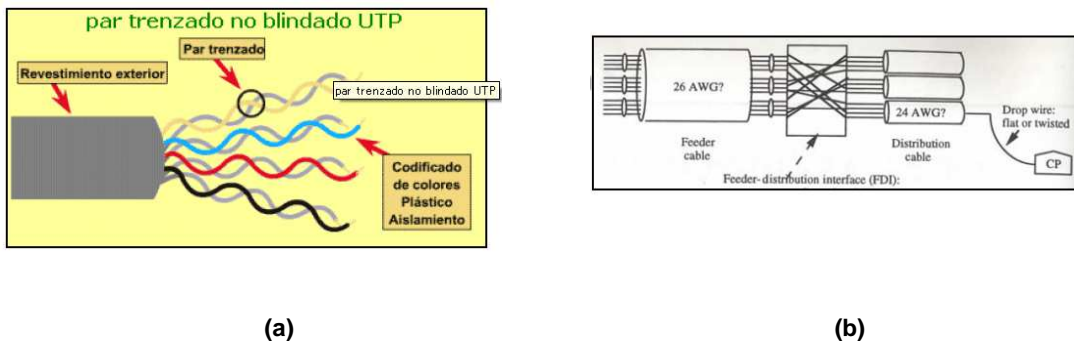 par trenzado no blindado UTP
Par trenzado
Revestimiento exterior
par trenzado no blindado UTP
Codificado
de colores
Plástico
Aislamiento
26 AWG?
24 AWG?
Drop wire:
flat or twisted
Feeder
cable
Distribution
cable
CP
Feeder-distribution interface (FDI):
(a)
(b)